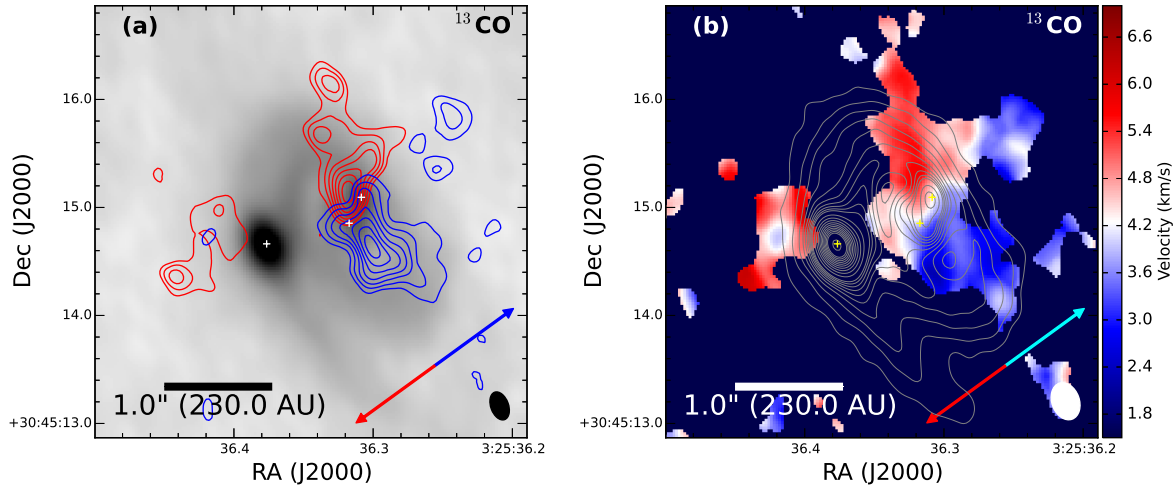 (a)
13CO
16.0
15.0
14.0
+30:45:13.0
Dec (J2000)
1.0" (230.0 AU)
36.4
36.3
3:25:36.2
RA (J2000)
(b)
13CO
16.0
15.0
14.0
+30:45:13.0
Dec (J2000)
1.0" (230.0 AU)
36.4
36.3
3:25:36.2
RA (J2000)
6.6
6.0
5.4
4.8
4.2
3.6
3.0
2.4
1.8
Velocity (km/s)